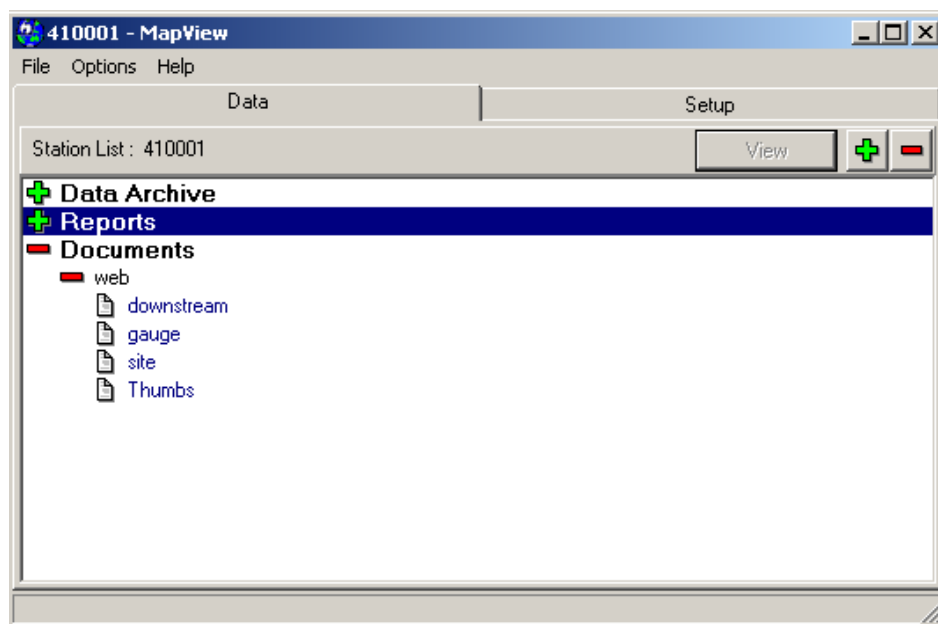 410001 - MapView
File Options Help
Data Setup
Station List : 410001 View
Data Archive
Reports
Documents
web
downstream
gauge
site
Thumbs